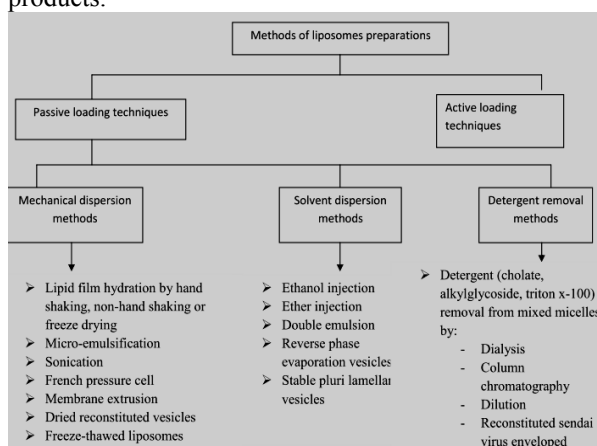 products.
Methods of liposomes preparations
Passive loading techniques
Active loading
techniques
Mechanical dispersion
methods
Solvent dispersion
methods
Detergent removal
methods
➢ Lipid film hydration by hand
shaking, non-hand shaking or
freeze drying
➢ Micro-emulsification
➢ Sonication
➢ French pressure cell
➢ Membrane extrusion
➢ Dried reconstituted vesicles
➢ Freeze-thawed liposomes
➢ Ethanol injection
➢ Ether injection
➢ Double emulsion
➢ Reverse phase
evaporation vesicles
➢ Stable pluri lamellar
vesicles
➢ Detergent (cholate,
alkylglycoside, triton x-100)
removal from mixed micelles
by:
- Dialysis
- Column
chromatography
- Dilution
- Reconstituted sendai
virus enveloped